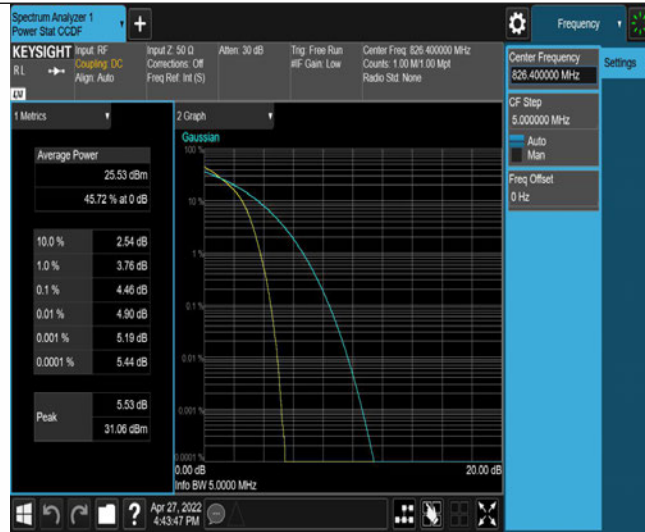 Spectrum Analyzer 1
Power Stat CCDF
+
Frequency
KEYSIGHT
RL
Input: RF
Coupling: DC
Align: Auto
Input Z: 50 Ω
Corrections: Off
Freq Ref: Int (S)
Atten: 30 dB
Trig: Free Run
#IF Gain: Low
Center Freq: 826.400000 MHz
Counts: 1.00 M/1.00 Mpt
Radio Std: None
Center Frequency
826.400000 MHz
Settings
CF Step
5.000000 MHz
Auto
Man
Freq Offset
0 Hz
1 Metrics
Average Power
25.53 dBm
45.72 % at 0 dB
10.0 % 2.54 dB
1.0 % 3.76 dB
0.1 % 4.46 dB
0.01 % 4.90 dB
0.001 % 5.19 dB
0.0001 % 5.44 dB
Peak
5.53 dB
31.06 dBm
2 Graph
Gaussian
100 %
10 %
1 %
0.1 %
0.01 %
0.001 %
0.0001 %
0.00 dB
20.00 dB
Info BW 5.0000 MHz
?
Apr 27, 2022
4:43:47 PM